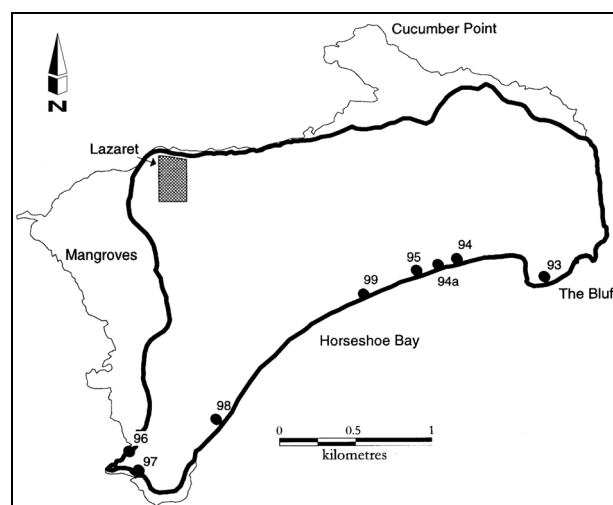 Cucumber Point
N
Lazaret
Mangroves
94
95
93
94a
99
The Bluf
Horseshoe Bay
98
96
97
0 0.5 1
kilometres